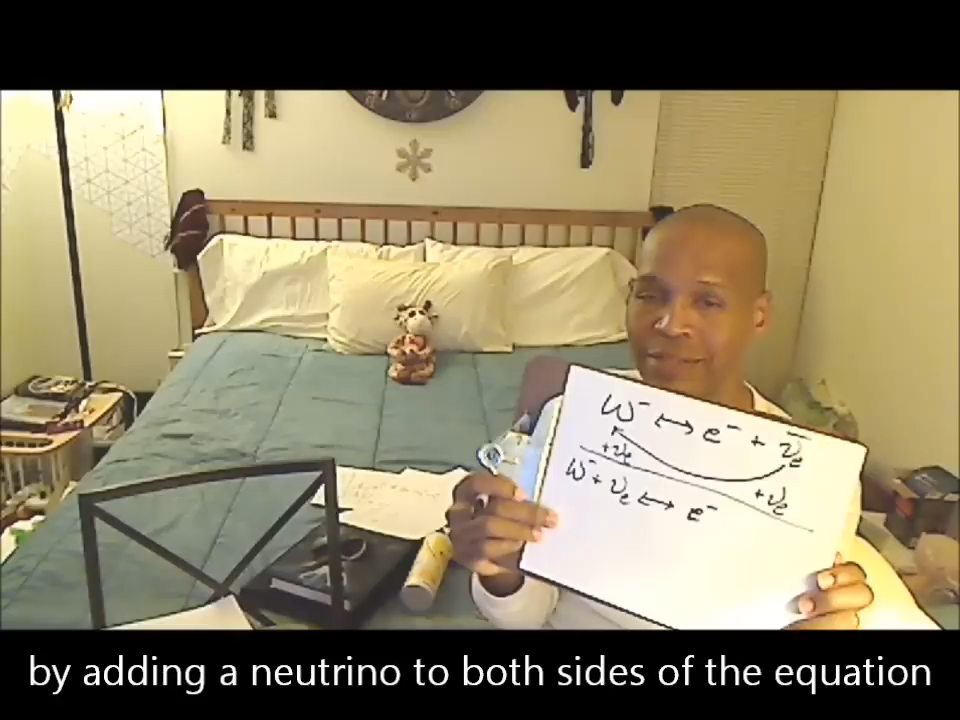 W⁻ ↔ e⁻ + ν̄ₑ
+νₑ +νₑ
W⁻ + νₑ ↔ e⁻
by adding a neutrino to both sides of the equation